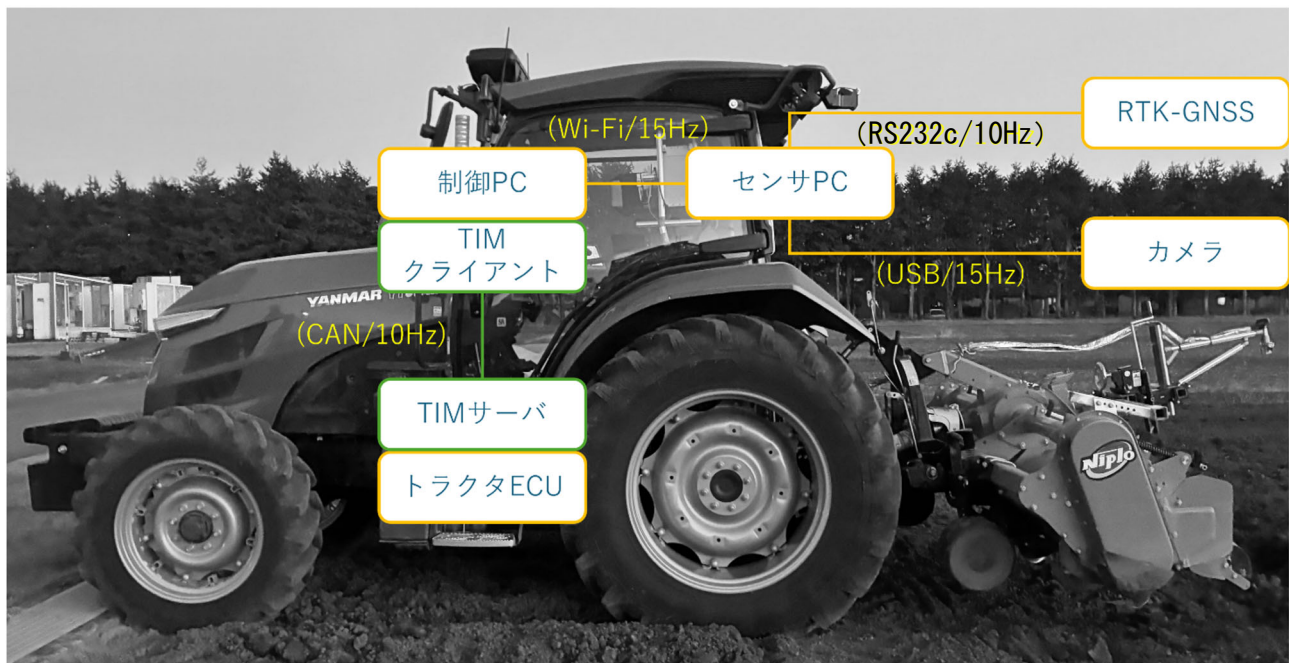 (Wi-Fi/15Hz)
RTK-GNSS
(RS232c/10Hz)
制御PC
センサPC
TIM
クライアント
カメラ
(USB/15Hz)
YANMAR
(CAN/10Hz)
TIMサーバ
Niplo
トラクタECU